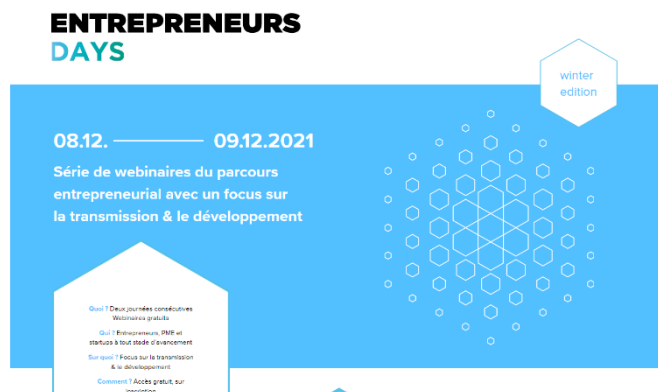 ENTREPRENEURS
DAYS
winter
edition
08.12. 09.12.2021
Série de webinaires du parcours
entrepreneurial avec un focus sur
la transmission & le développement
Quoi ? Deux journées consécutives
Webinaires gratuits
Qui ? Entrepreneurs, PME et
startups à tout stade d'avancement
Sur quoi ? Focus sur la transmission
& le développement
Comment ? Accès gratuit, sur
inscription